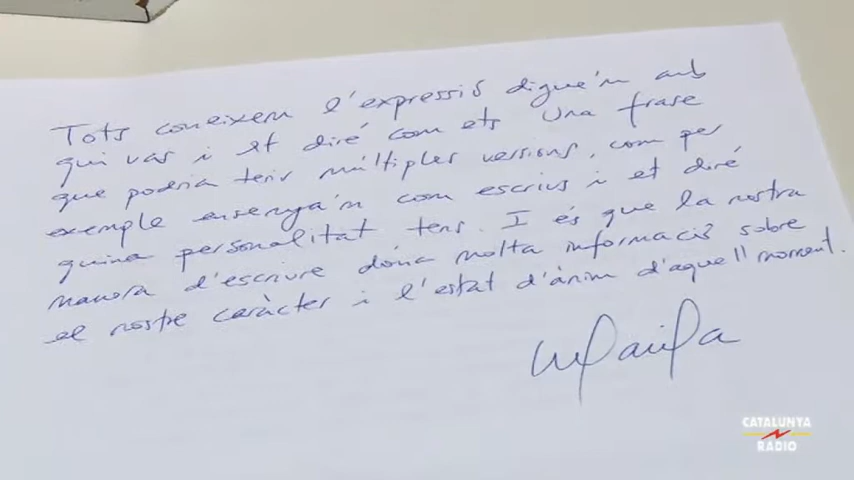 Tots coneixem l'expressió digue'm amb
qui vas i et diré com ets. Una frase
que podria tenir múltiples versions, com per
exemple ensenya'm com escrius i et diré
quina personalitat tens. I és que la nostra
manera d'escriure dóna molta informació sobre
el nostre caràcter i l'estat d'ànim d'aquell moment.
CATALUNYA
RADIO